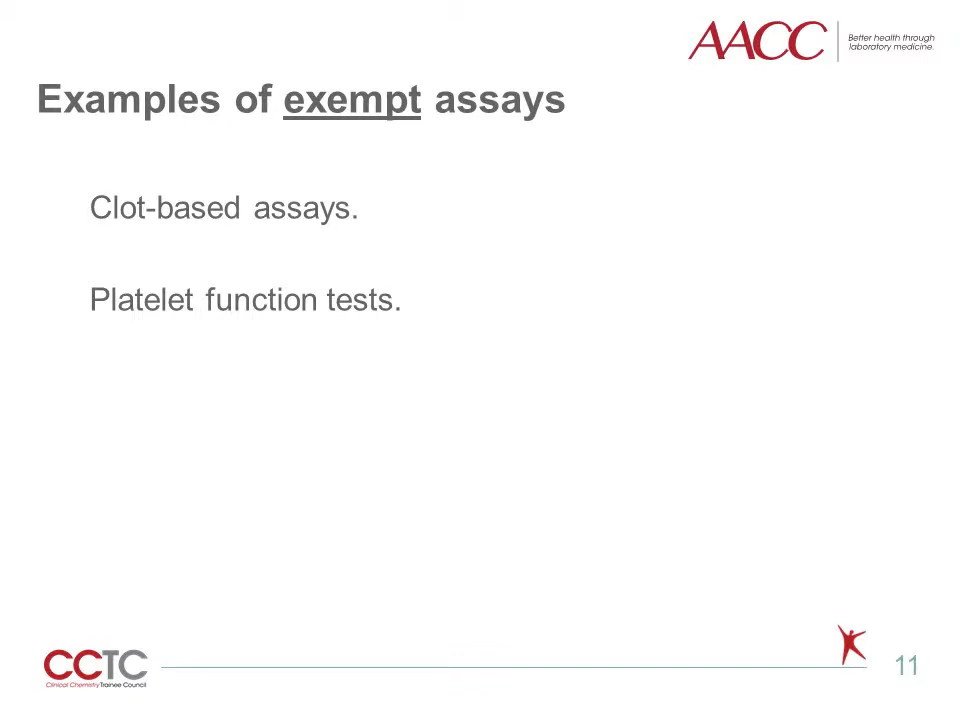 AACC
Better health through
laboratory medicine.
Examples of exempt assays
Clot-based assays.
Platelet function tests.
CCTC
Clinical Chemistry Trainee Council
11